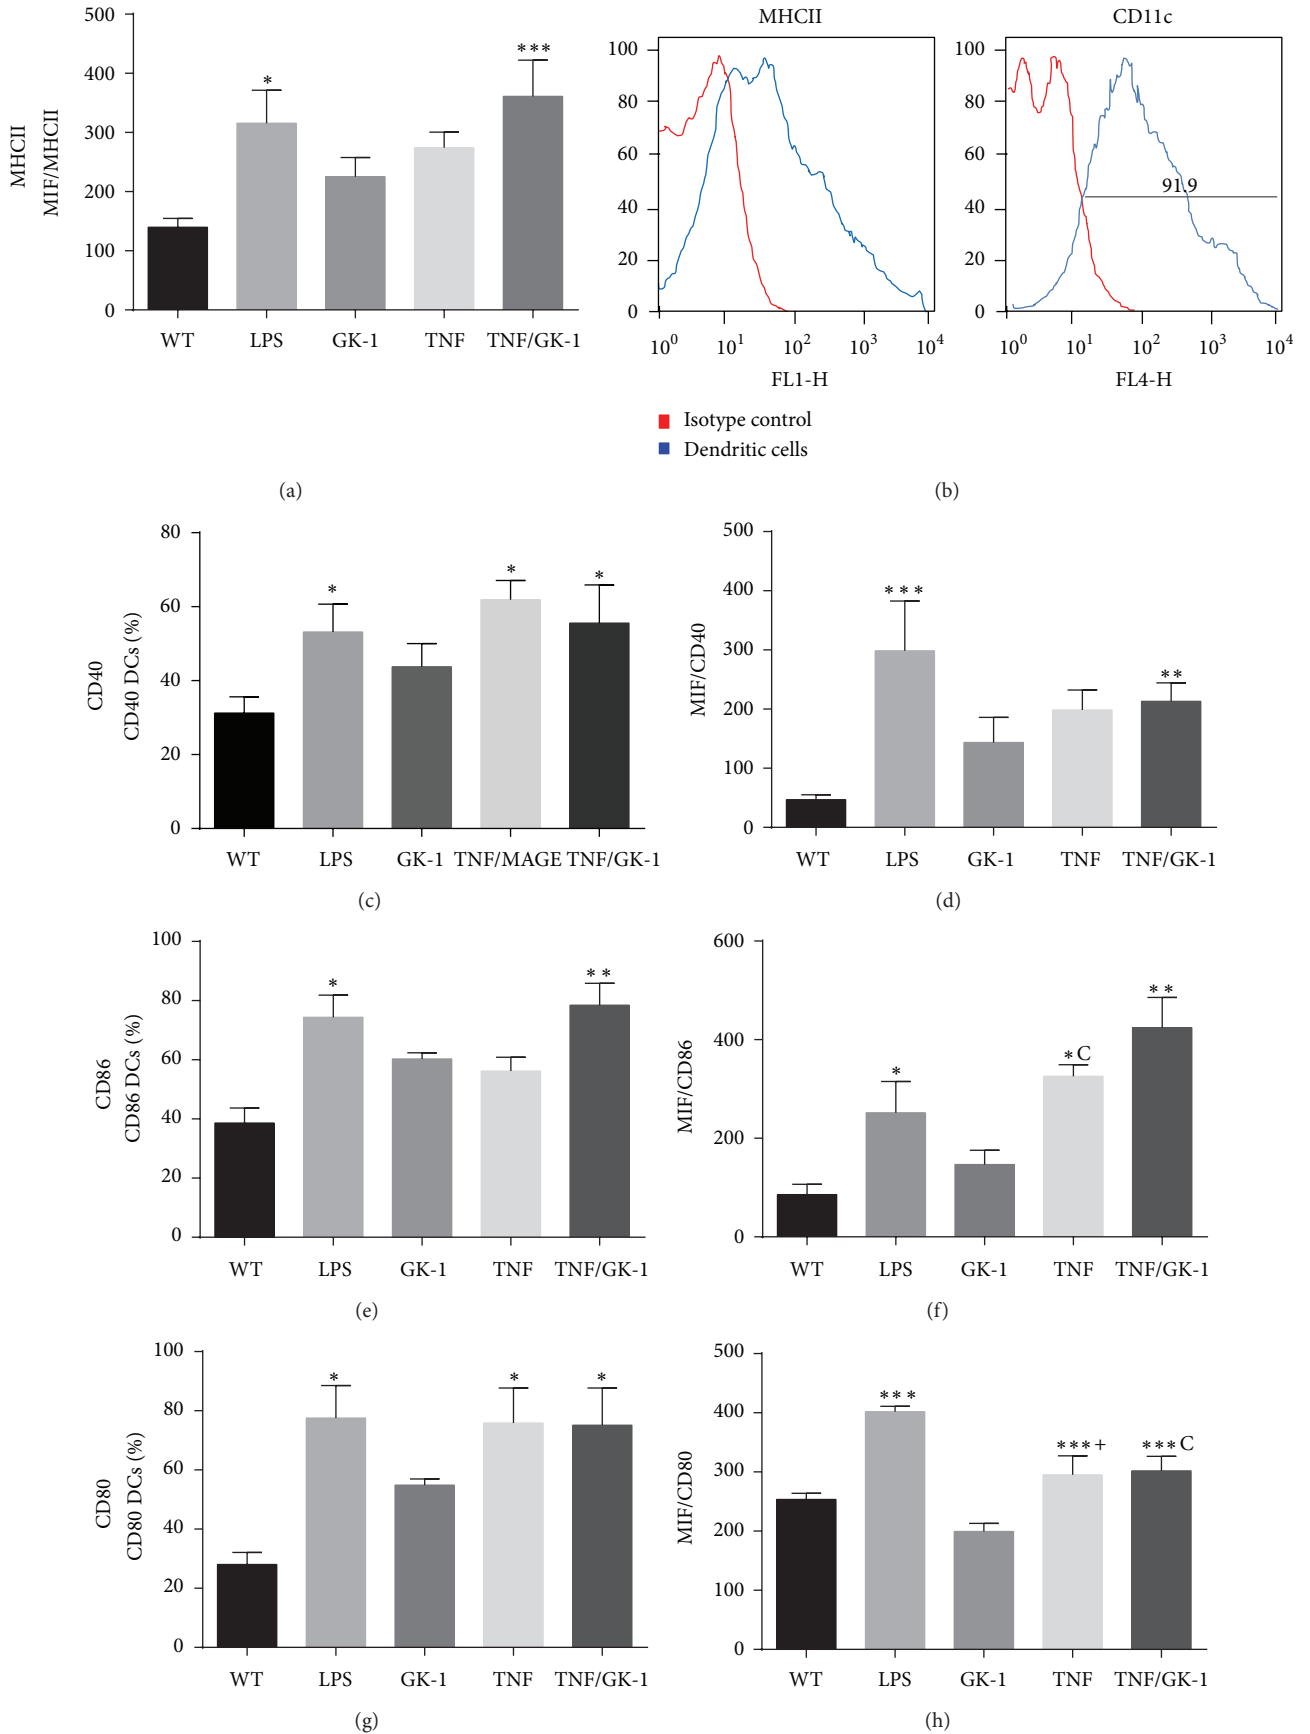 MHCII
MIF/MHCII
500
400
300
200
100
0
*
***
WT LPS GK-1 TNF TNF/GK-1
(a)
MHCII
100
80
60
40
20
0
10^0 10^1 10^2 10^3 10^4
FL1-H
CD11c
100
80
60
40
20
0
91.9
10^0 10^1 10^2 10^3 10^4
FL4-H
Isotype control
Dendritic cells
(b)
CD40
CD40 DCs (%)
80
60
40
20
0
*
*
*
WT LPS GK-1 TNF/MAGE TNF/GK-1
(c)
MIF/CD40
500
400
300
200
100
0
***
**
WT LPS GK-1 TNF TNF/GK-1
(d)
CD86
CD86 DCs (%)
100
80
60
40
20
0
*
**
WT LPS GK-1 TNF TNF/GK-1
(e)
MIF/CD86
600
400
200
0
*
*C
**
WT LPS GK-1 TNF TNF/GK-1
(f)
CD80
CD80 DCs (%)
100
80
60
40
20
0
*
*
*
WT LPS GK-1 TNF TNF/GK-1
(g)
MIF/CD80
500
400
300
200
100
0
***
***+
***C
WT LPS GK-1 TNF TNF/GK-1
(h)